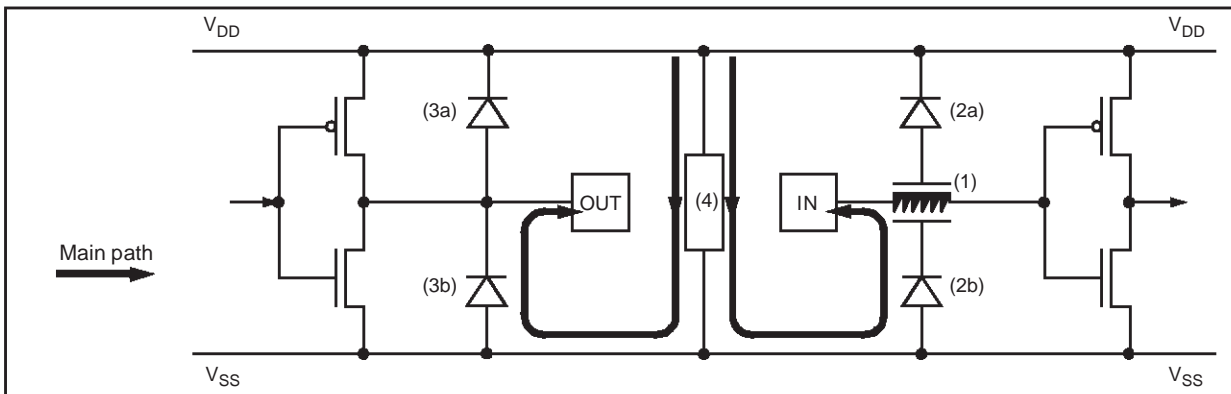 VDD
VDD
(3a)
(2a)
(1)
OUT
(4)
IN
Main path
(3b)
(2b)
VSS
VSS